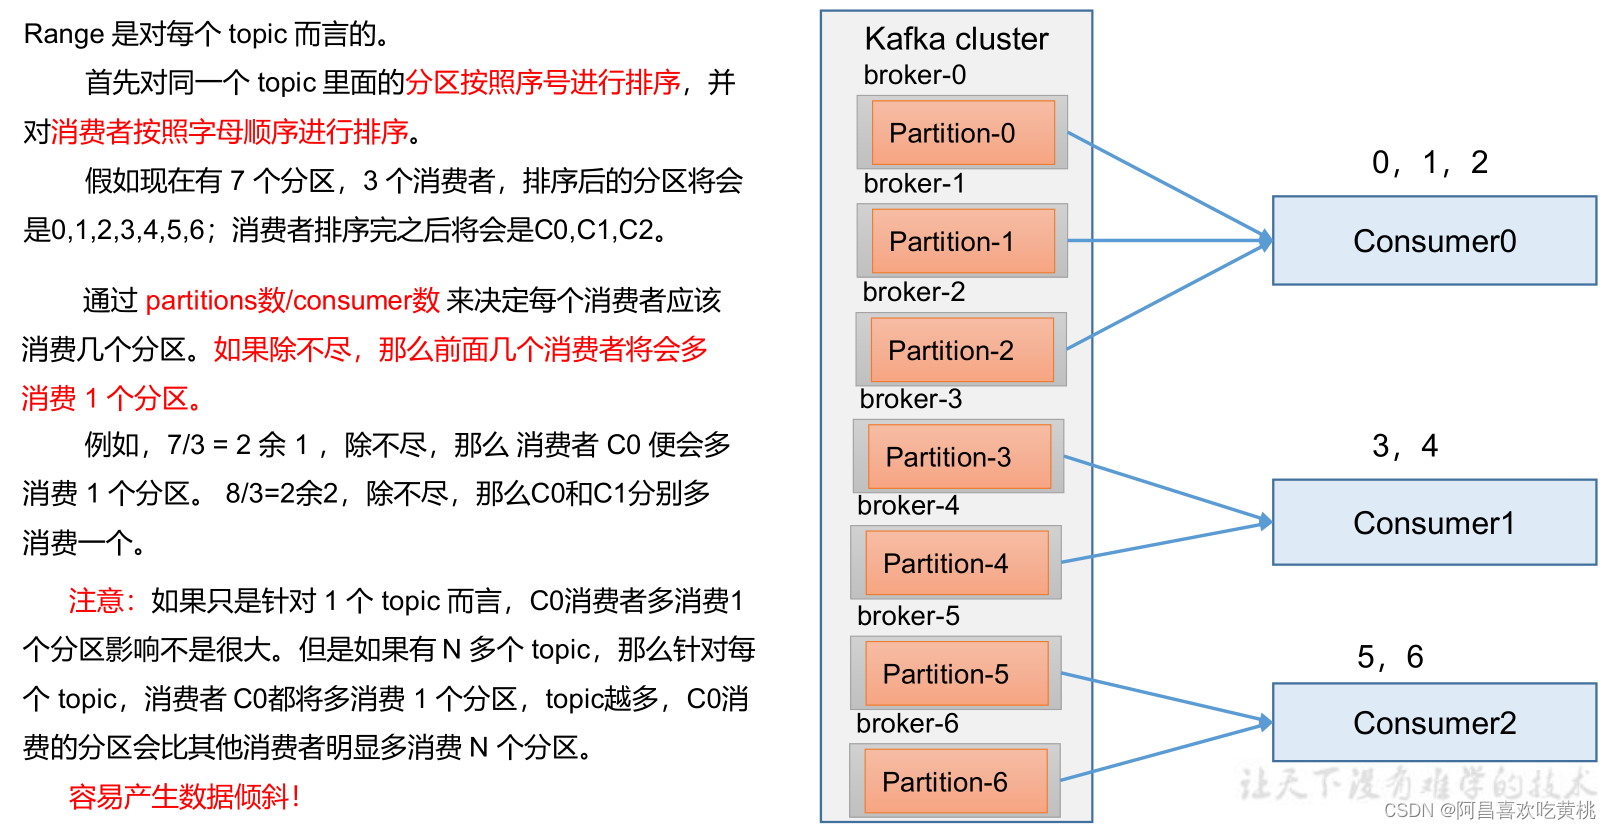 Range 是对每个 topic 而言的。
首先对同一个 topic 里面的分区按照序号进行排序，并
对消费者按照字母顺序进行排序。
假如现在有 7 个分区，3 个消费者，排序后的分区将会
是0,1,2,3,4,5,6；消费者排序完之后将会是C0,C1,C2。
通过 partitions数/consumer数 来决定每个消费者应该
消费几个分区。如果除不尽，那么前面几个消费者将会多
消费 1 个分区。
例如，7/3 = 2 余 1 ，除不尽，那么 消费者 C0 便会多
消费 1 个分区。 8/3=2余2，除不尽，那么C0和C1分别多
消费一个。
注意：如果只是针对 1 个 topic 而言，C0消费者多消费1
个分区影响不是很大。但是如果有 N 多个 topic，那么针对每
个 topic，消费者 C0都将多消费 1 个分区，topic越多，C0消
费的分区会比其他消费者明显多消费 N 个分区。
容易产生数据倾斜！
Kafka cluster
broker-0
Partition-0
broker-1
Partition-1
broker-2
Partition-2
broker-3
Partition-3
broker-4
Partition-4
broker-5
Partition-5
broker-6
Partition-6
0，1，2
Consumer0
3，4
Consumer1
5，6
Consumer2
让天下没有难学的技术
CSDN @阿昌喜欢吃黄桃